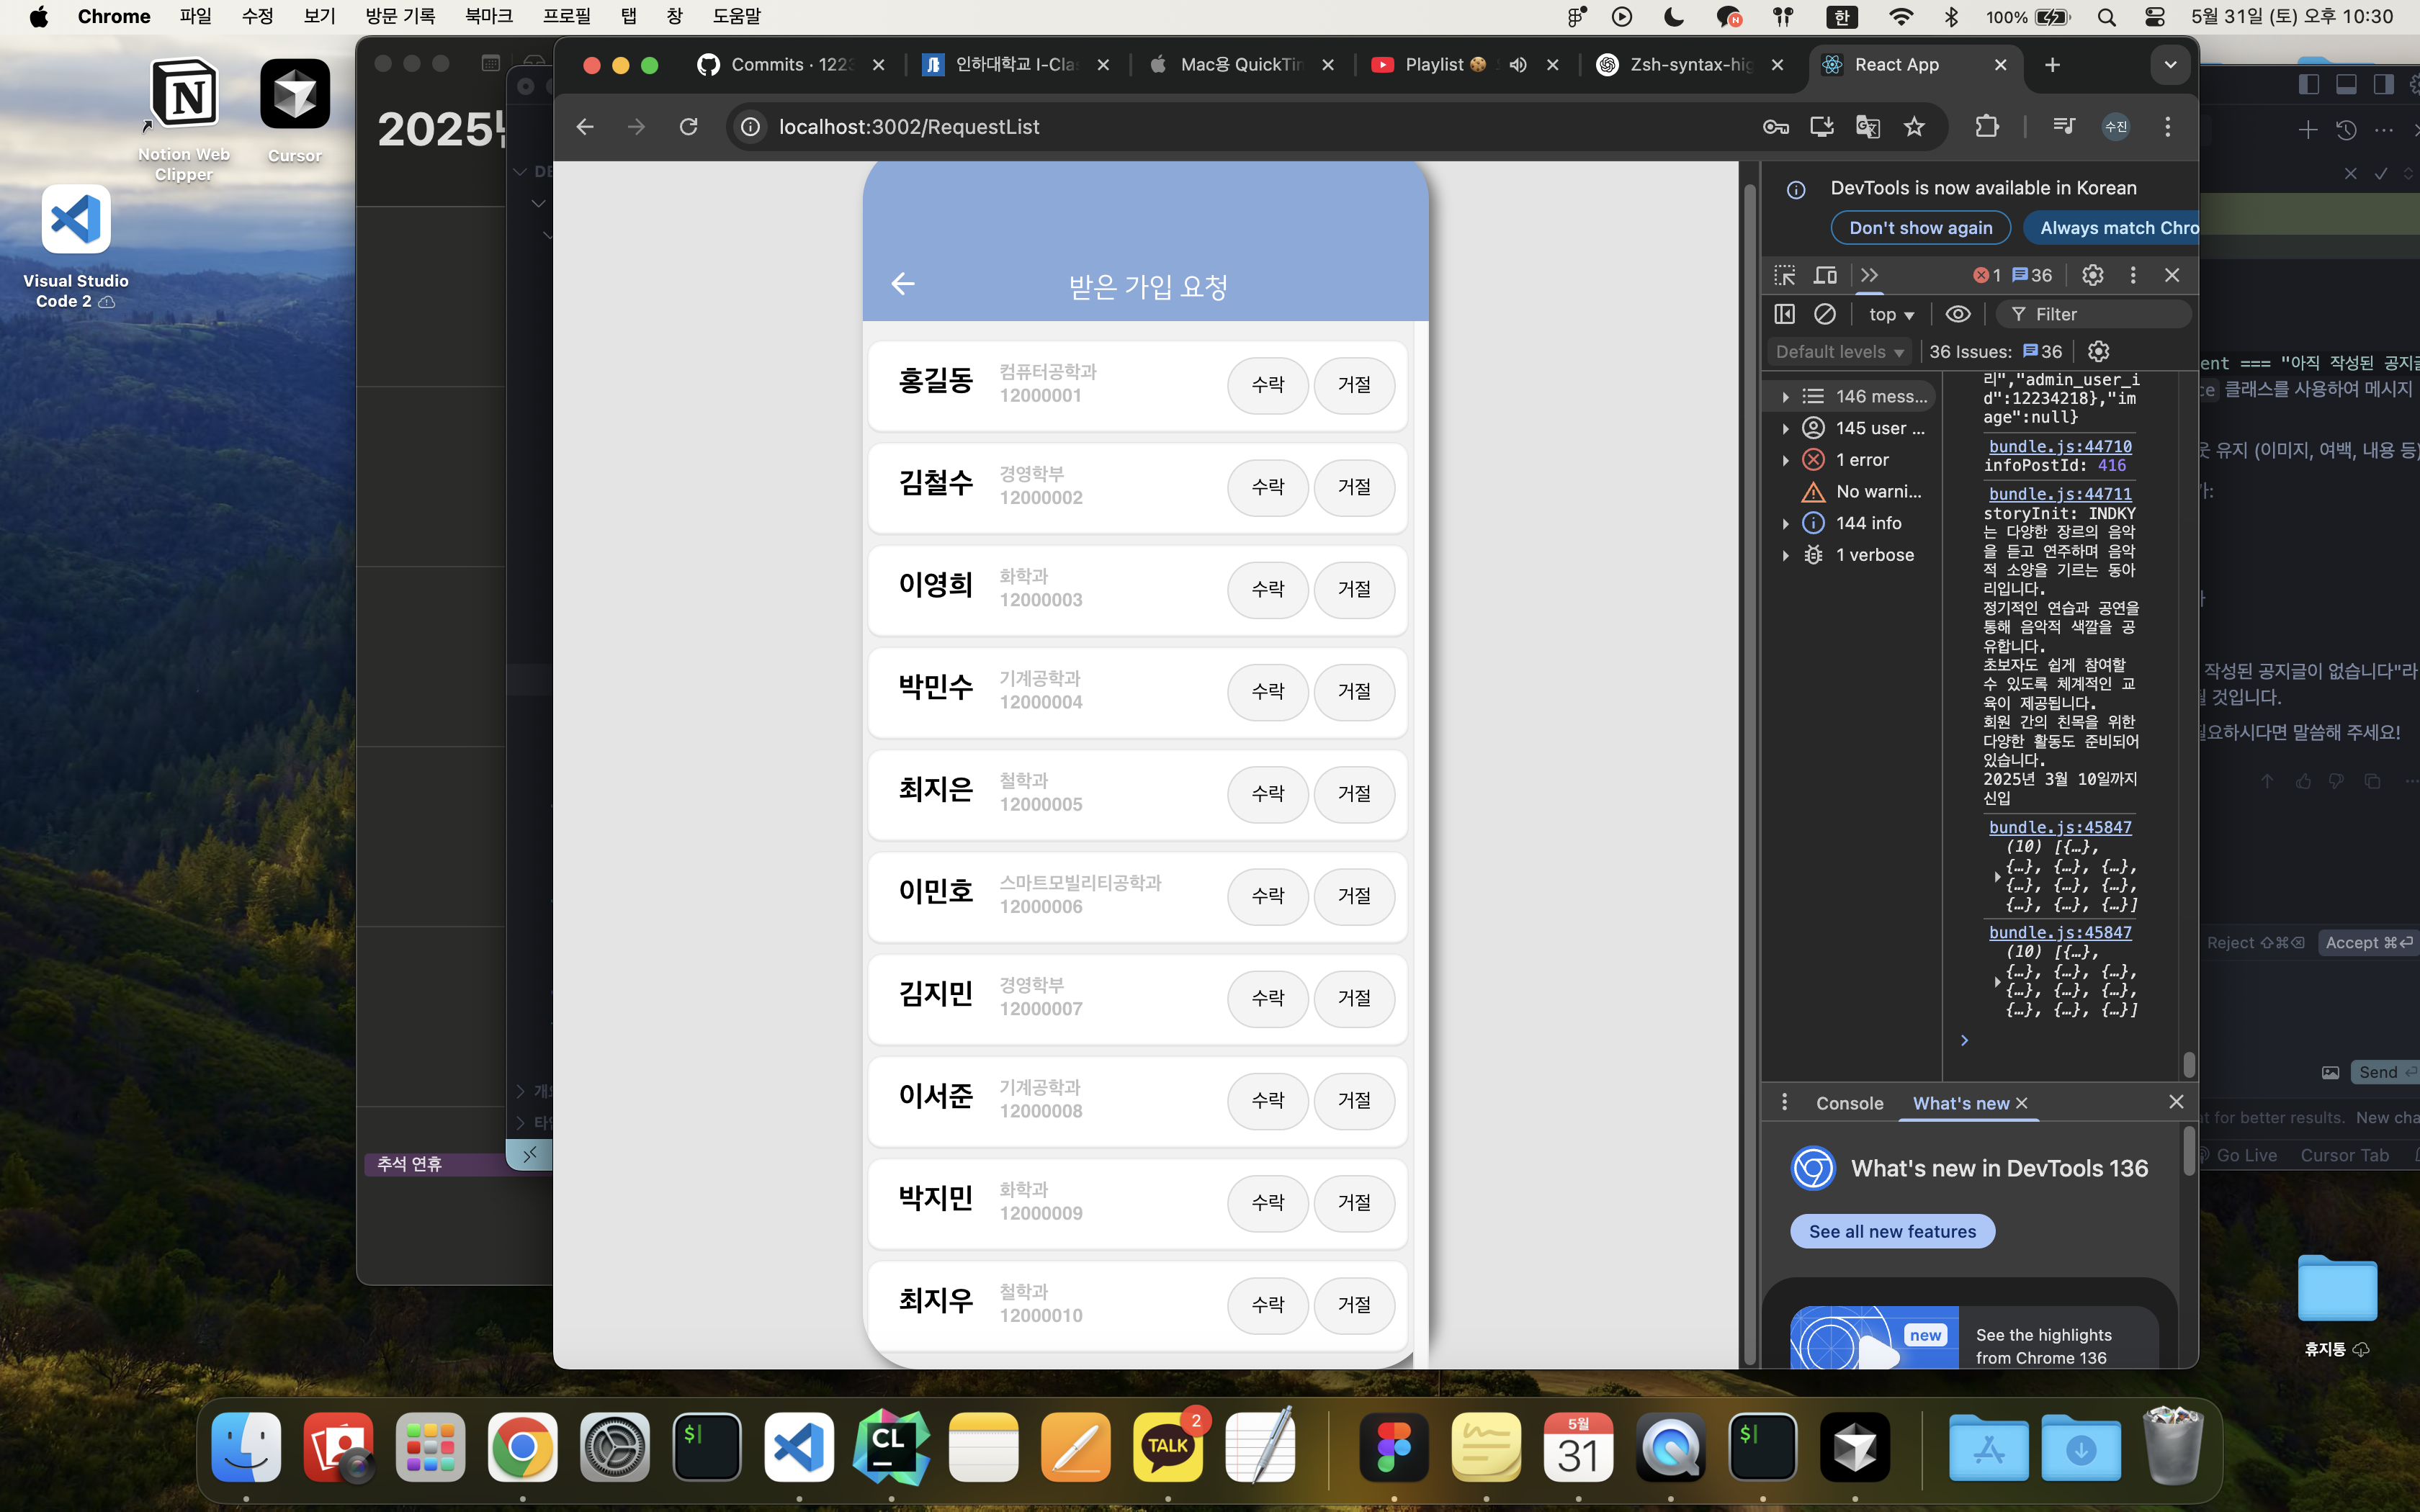 Chrome 파일 수정 보기 방문 기록 북마크 프로필 탭 창 도움말
한 100% 5월 31일 (토) 오후 10:30
Notion Web
Clipper
Cursor
Visual Studio
Code 2
2025
추석 연휴
Commits · 122
인하대학교 I-Cla
Mac용 QuickTi
Playlist
Zsh-syntax-hig
React App
localhost:3002/RequestList
수진
받은 가입 요청
홍길동
컴퓨터공학과
12000001
수락 거절
김철수
경영학부
12000002
수락 거절
이영희
화학과
12000003
수락 거절
박민수
기계공학과
12000004
수락 거절
최지은
철학과
12000005
수락 거절
이민호
스마트모빌리티공학과
12000006
수락 거절
김지민
경영학부
12000007
수락 거절
이서준
기계공학과
12000008
수락 거절
박지민
화학과
12000009
수락 거절
최지우
철학과
12000010
수락 거절
DevTools is now available in Korean
Don't show again
Always match Chro
1 36
top
Filter
Default levels
36 Issues: 36
146 mess...
145 user ...
1 error
No warni...
144 info
1 verbose
리","admin_user_i
d":12234218},"im
age":null}
bundle.js:44710
infoPostId: 416
bundle.js:44711
storyInit: INDKY
는 다양한 장르의 음악
을 듣고 연주하며 음악
적 소양을 기르는 동아
리입니다.
정기적인 연습과 공연을
통해 음악적 색깔을 공
유합니다.
초보자도 쉽게 참여할
수 있도록 체계적인 교
육이 제공됩니다.
회원 간의 친목을 위한
다양한 활동도 준비되어
있습니다.
2025년 3월 10일까지
신입
bundle.js:45847
(10) [{…},
{…}, {…}, {…},
{…}, {…}, {…},
{…}, {…}, {…}]
bundle.js:45847
(10) [{…},
{…}, {…}, {…},
{…}, {…}, {…},
{…}, {…}, {…}]
Console
What's new
What's new in DevTools 136
See all new features
new
See the highlights
from Chrome 136
ent === "아직 작성된 공지글
클래스를 사용하여 메시지
유지 (이미지, 여백, 내용 등)
작성된 공지글이 없습니다"라
것입니다.
필요하시다면 말씀해 주세요!
Reject ⇧⌘⌫
Accept ⌘⏎
Send
for better results. New cha
Go Live
Cursor Tab
휴지통
CL
TALK
2
5월
31